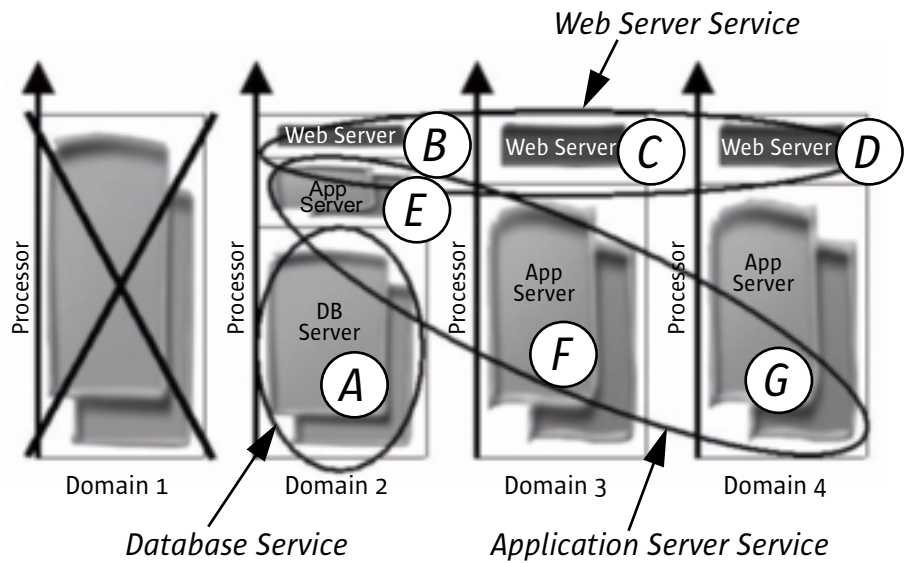 Web Server Service
Web Server
B
Web Server
C
Web Server
D
App
Server
E
Processor
Processor
Processor
Processor
DB
Server
A
App
Server
F
App
Server
G
Domain 1
Domain 2
Domain 3
Domain 4
Database Service
Application Server Service